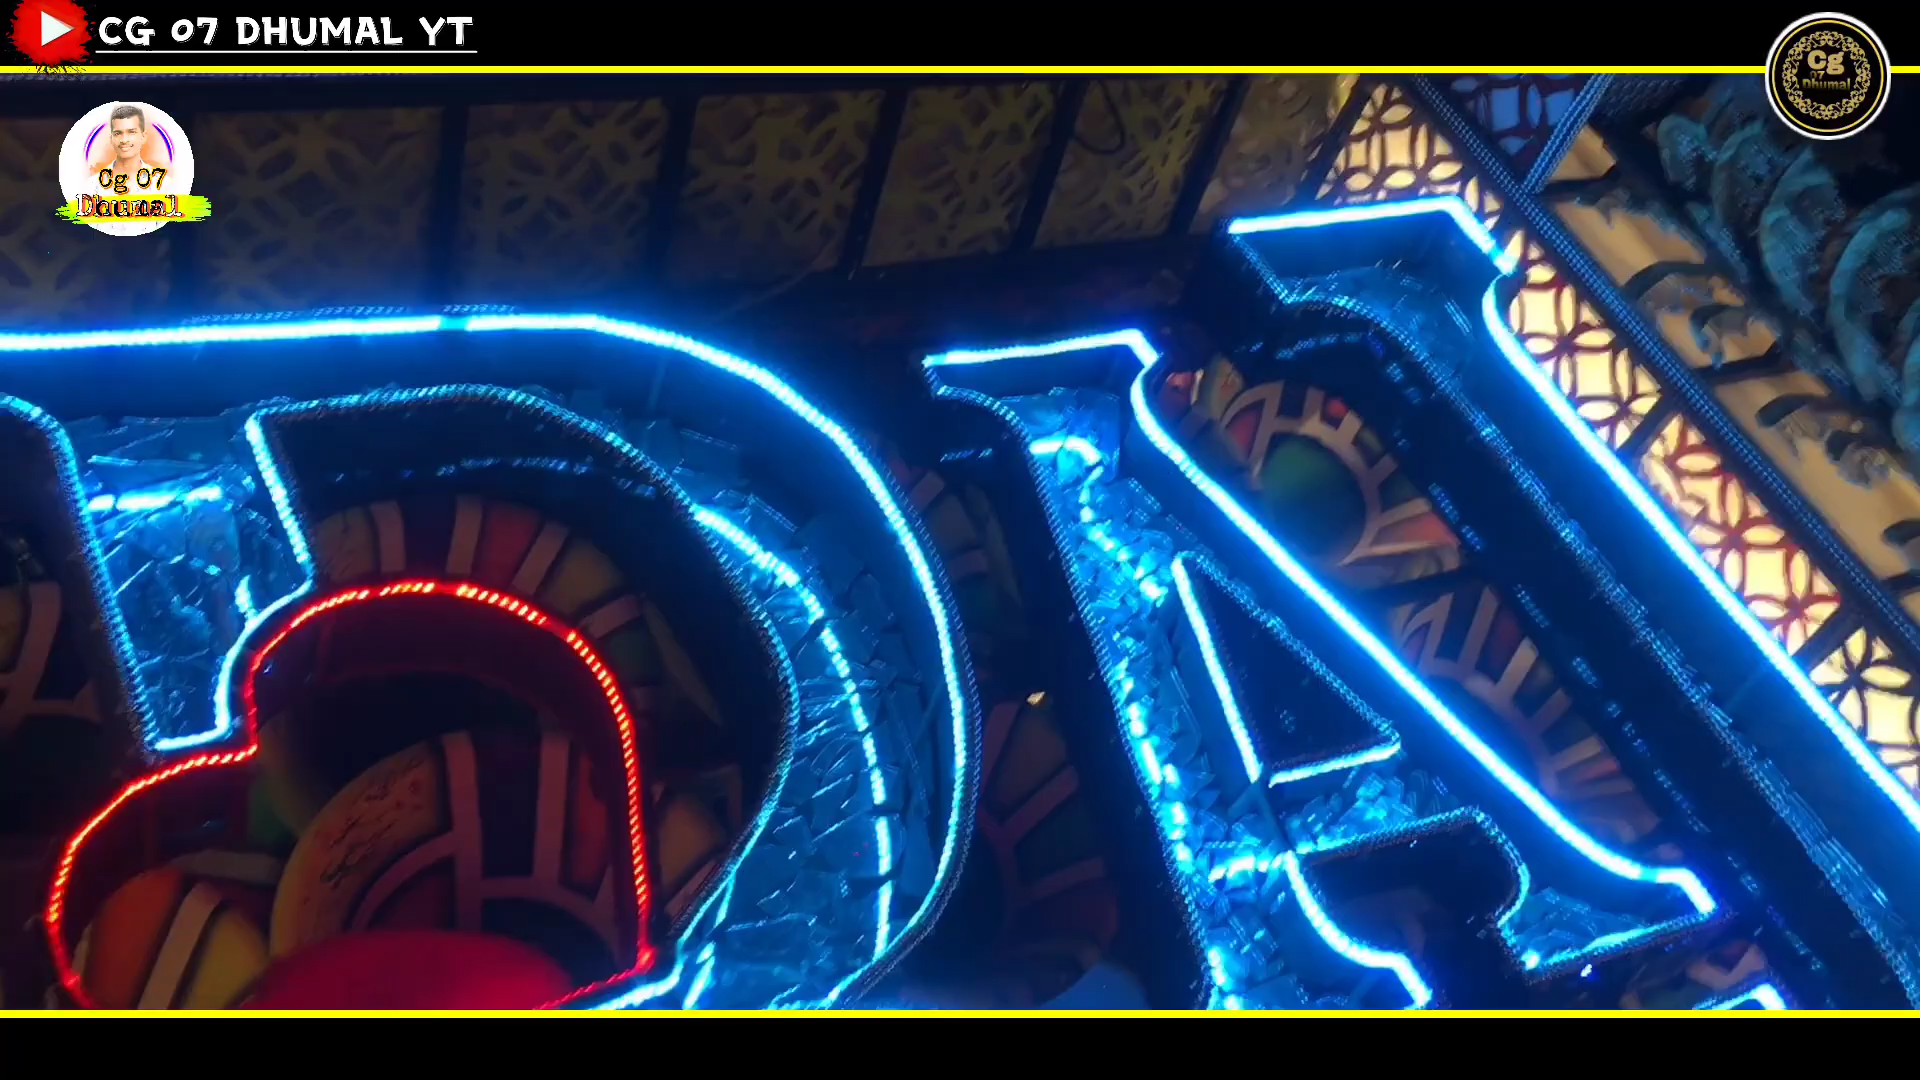 CG 07 DHUMAL YT
Cg
07
Dhumal
Cg 07
Dhumal
DA